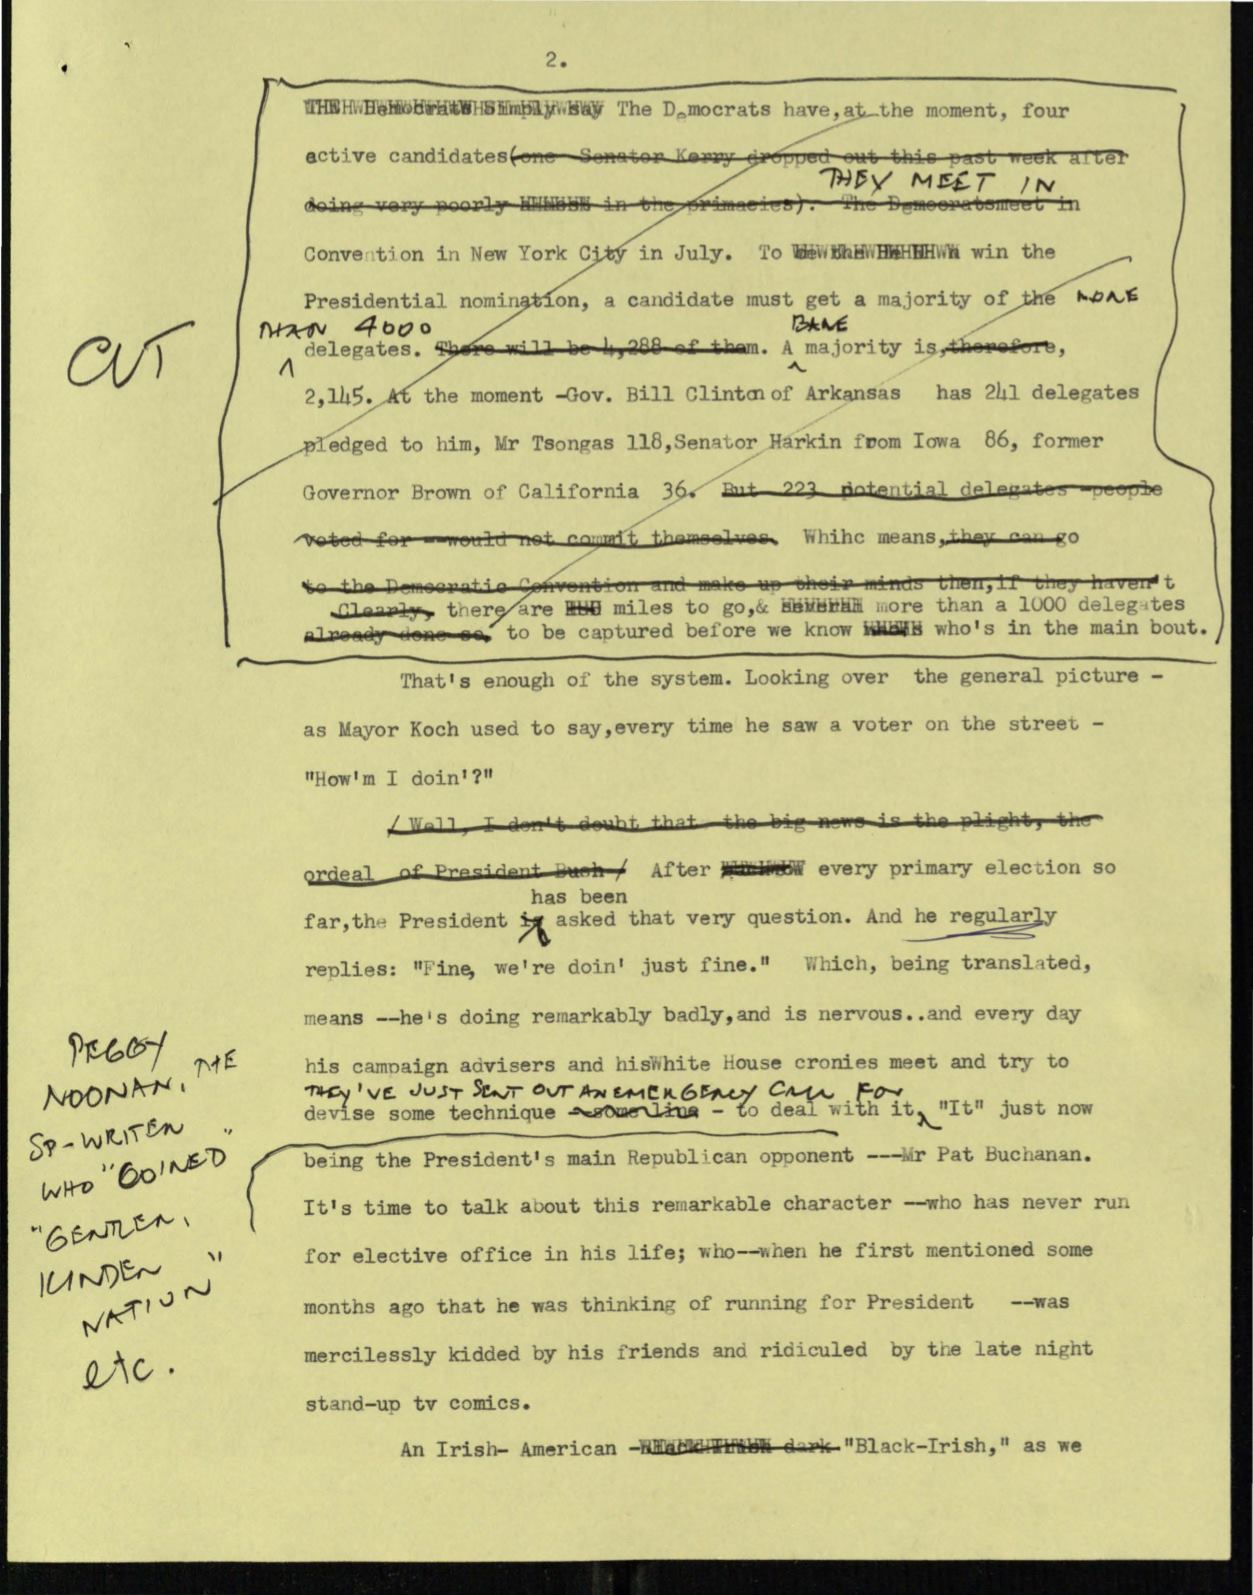 2.
THE Democrats Simply say The Democrats have,at the moment, four
active candidates(one Senator Kerry dropped out this past week after
THEY MEET IN
doing very poorly in the primacies). The Democratsmeet in
Convention in New York City in July. To win the
Presidential nomination, a candidate must get a majority of the MORE
THAN 4000 BARE
delegates. There will be 4,288 of them. A majority is,therefore,
CUT
2,145. At the moment -Gov. Bill Clinton of Arkansas has 241 delegates
pledged to him, Mr Tsongas 118,Senator Harkin from Iowa 86, former
Governor Brown of California 36. But 223 potential delegates -people
voted for --would not commit themselves. Whihc means,they can go
to the Democratic Convention and make up their minds then,if they haven't
Clearly, there are miles to go,& several more than a 1000 delegates
already done so. to be captured before we know who's in the main bout.
That's enough of the system. Looking over the general picture -
as Mayor Koch used to say,every time he saw a voter on the street -
"How'm I doin'?"
/ Well, I don't doubt that the big news is the plight, the
ordeal of President Bush / After every primary election so
has been
far,the President is asked that very question. And he regularly
replies: "Fine, we're doin' just fine." Which, being translated,
means --he's doing remarkably badly,and is nervous..and every day
his campaign advisers and hisWhite House cronies meet and try to
THEY'VE JUST SENT OUT AN EMERGENCY CALL FOR
devise some technique - some line - to deal with it, "It" just now
PEGGY
NOONAN, THE
SP-WRITER
WHO "COINED"
"GENTLER,
KINDER
NATION"
etc.
being the President's main Republican opponent ---Mr Pat Buchanan.
It's time to talk about this remarkable character --who has never run
for elective office in his life; who--when he first mentioned some
months ago that he was thinking of running for President --was
mercilessly kidded by his friends and ridiculed by the late night
stand-up tv comics.
An Irish- American -Black Irish dark "Black-Irish," as we